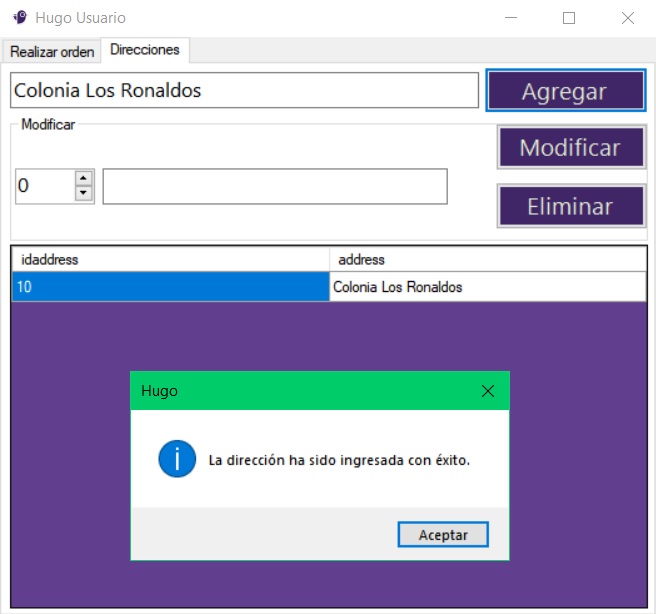 Hugo Usuario
Realizar orden Direcciones
Colonia Los Ronaldos Agregar
Modificar
Modificar
0
Eliminar
idaddress address
10 Colonia Los Ronaldos
Hugo
La dirección ha sido ingresada con éxito.
Aceptar